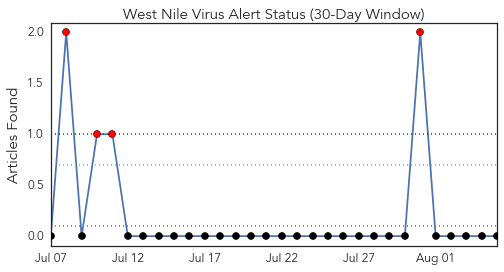 West Nile Virus Alert Status (30-Day Window)
Articles Found
2.0
1.5
1.0
0.5
0.0
Jul 07 Jul 12 Jul 17 Jul 22 Jul 27 Aug 01